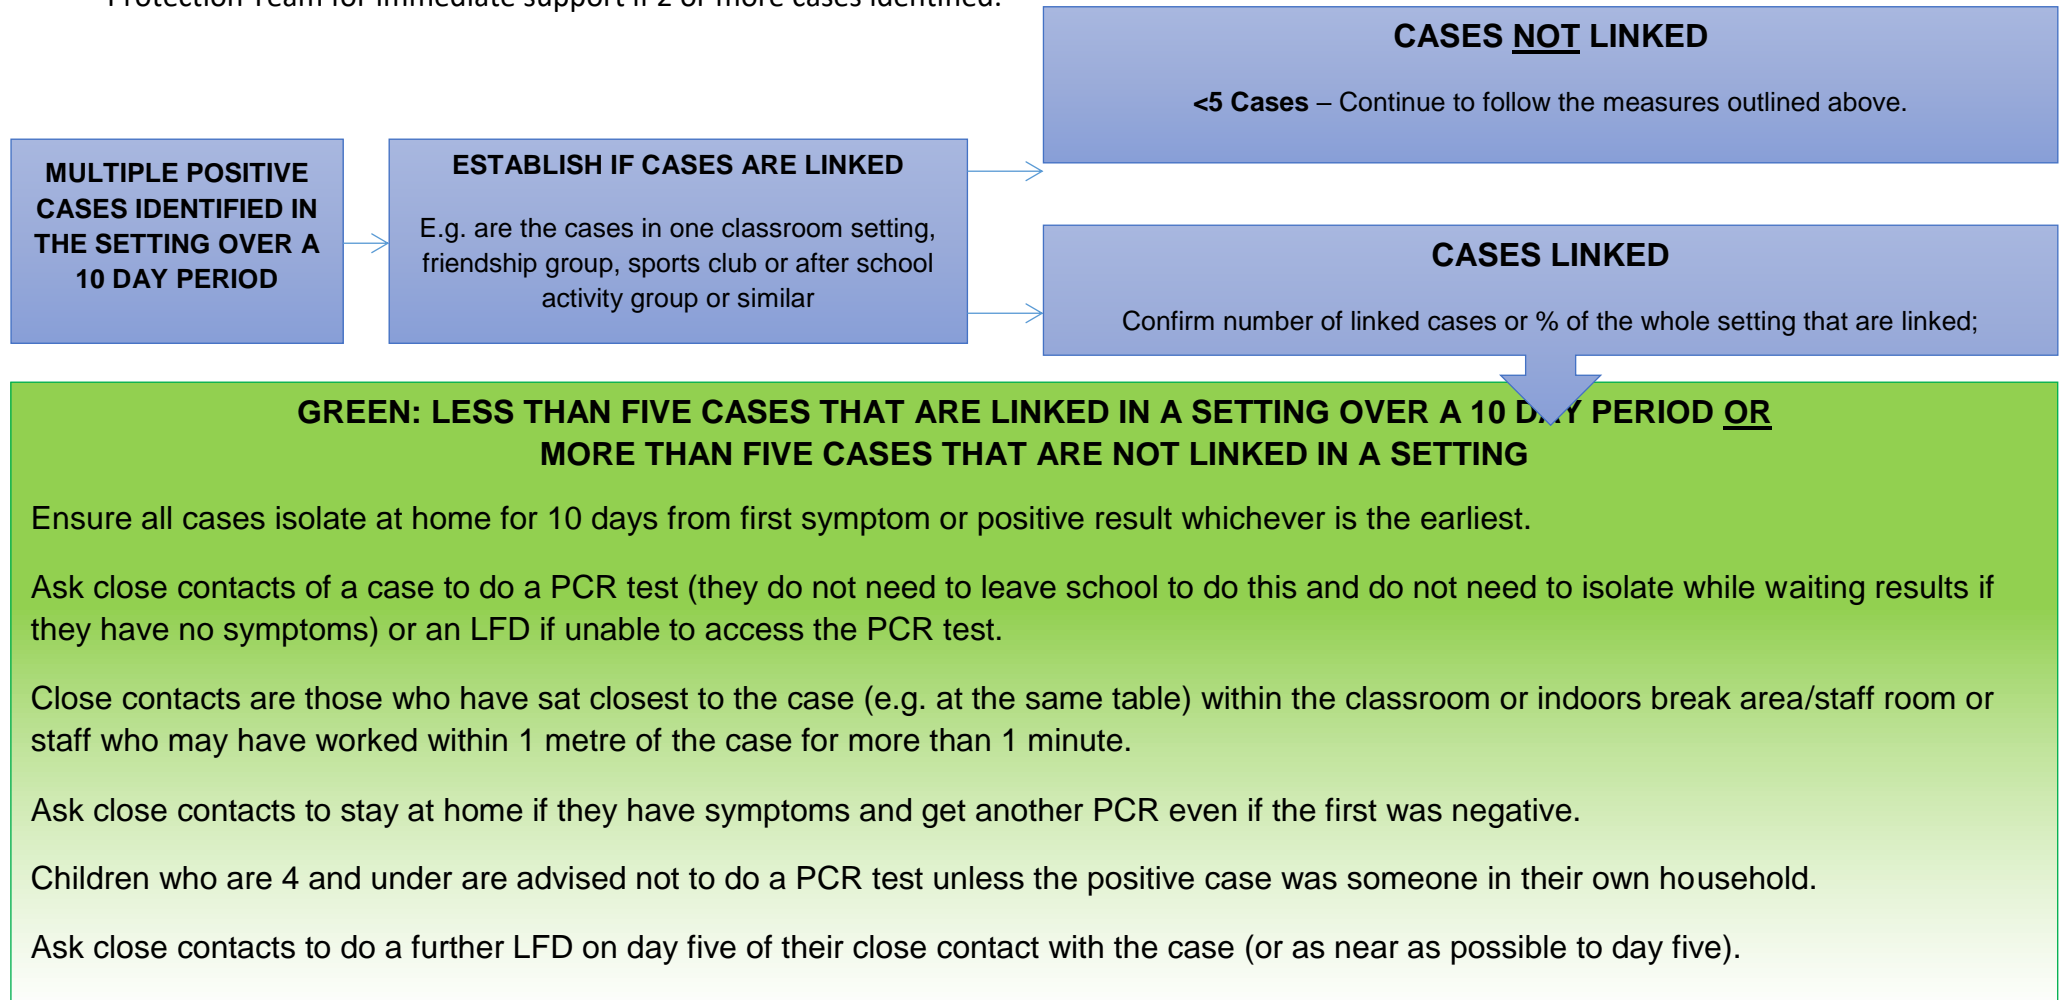 Protection Team for immediate support if 2 or more cases identified.
CASES NOT LINKED
<5 Cases – Continue to follow the measures outlined above.
MULTIPLE POSITIVE
CASES IDENTIFIED IN
THE SETTING OVER A
10 DAY PERIOD
ESTABLISH IF CASES ARE LINKED
E.g. are the cases in one classroom setting,
friendship group, sports club or after school
activity group or similar
CASES LINKED
Confirm number of linked cases or % of the whole setting that are linked;
GREEN: LESS THAN FIVE CASES THAT ARE LINKED IN A SETTING OVER A 10 DAY PERIOD OR
MORE THAN FIVE CASES THAT ARE NOT LINKED IN A SETTING
Ensure all cases isolate at home for 10 days from first symptom or positive result whichever is the earliest.
Ask close contacts of a case to do a PCR test (they do not need to leave school to do this and do not need to isolate while waiting results if
they have no symptoms) or an LFD if unable to access the PCR test.
Close contacts are those who have sat closest to the case (e.g. at the same table) within the classroom or indoors break area/staff room or
staff who may have worked within 1 metre of the case for more than 1 minute.
Ask close contacts to stay at home if they have symptoms and get another PCR even if the first was negative.
Children who are 4 and under are advised not to do a PCR test unless the positive case was someone in their own household.
Ask close contacts to do a further LFD on day five of their close contact with the case (or as near as possible to day five).